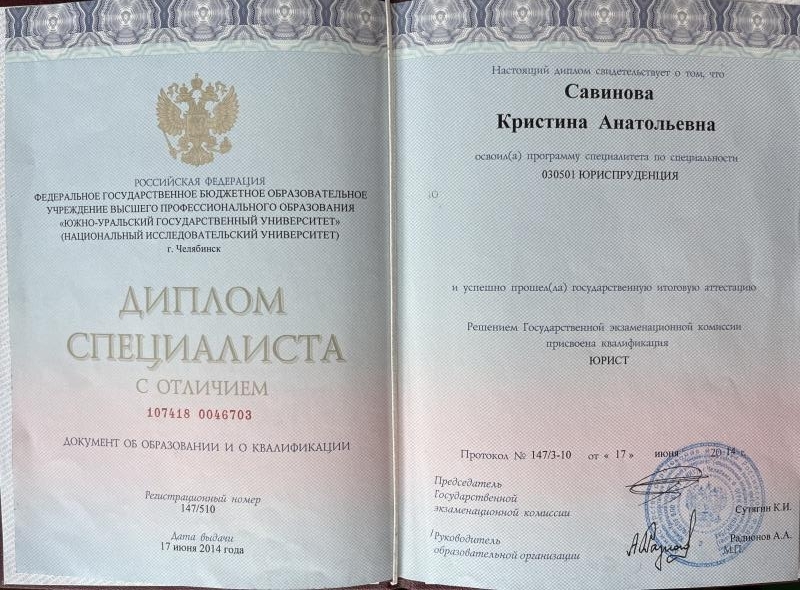 РОССИЙСКАЯ ФЕДЕРАЦИЯ
ФЕДЕРАЛЬНОЕ ГОСУДАРСТВЕННОЕ БЮДЖЕТНОЕ ОБРАЗОВАТЕЛЬНОЕ
УЧРЕЖДЕНИЕ ВЫСШЕГО ПРОФЕССИОНАЛЬНОГО ОБРАЗОВАНИЯ
«ЮЖНО-УРАЛЬСКИЙ ГОСУДАРСТВЕННЫЙ УНИВЕРСИТЕТ»
(НАЦИОНАЛЬНЫЙ ИССЛЕДОВАТЕЛЬСКИЙ УНИВЕРСИТЕТ)
г. Челябинск
ДИПЛОМ
СПЕЦИАЛИСТА
С ОТЛИЧИЕМ
107418 0046703
ДОКУМЕНТ ОБ ОБРАЗОВАНИИ И О КВАЛИФИКАЦИИ
Регистрационный номер
147/510
Дата выдачи
17 июня 2014 года
Настоящий диплом свидетельствует о том, что
Савинова
Кристина Анатольевна
освоил(а) программу специалитета по специальности
030501 ЮРИСПРУДЕНЦИЯ
и успешно прошел(ла) государственную итоговую аттестацию
Решением Государственной экзаменационной комиссии
присвоена квалификация
ЮРИСТ
Протокол № 147/3-10 от « 17 » июня 2014 г.
Председатель
Государственной
экзаменационной комиссии
Сутягин К.И.
Руководитель
образовательной организации
Радионов А.А.
М.П.